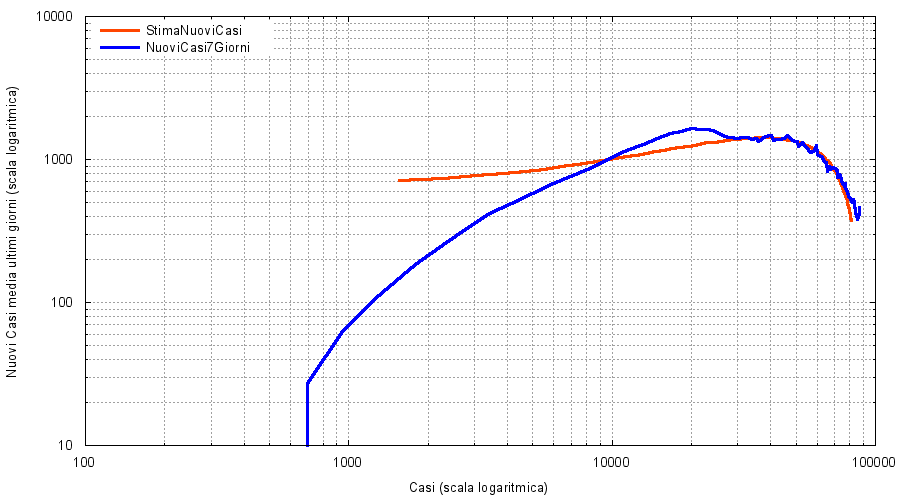 10000
StimaNuoviCasi
NuoviCasi7Giorni
1000
Nuovi Casi media ultimi giorni (scala logaritmica)
100
10
100
1000
10000
100000
Casi (scala logaritmica)